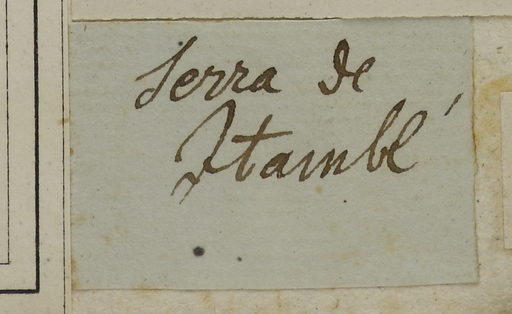 Serra de
Itambé